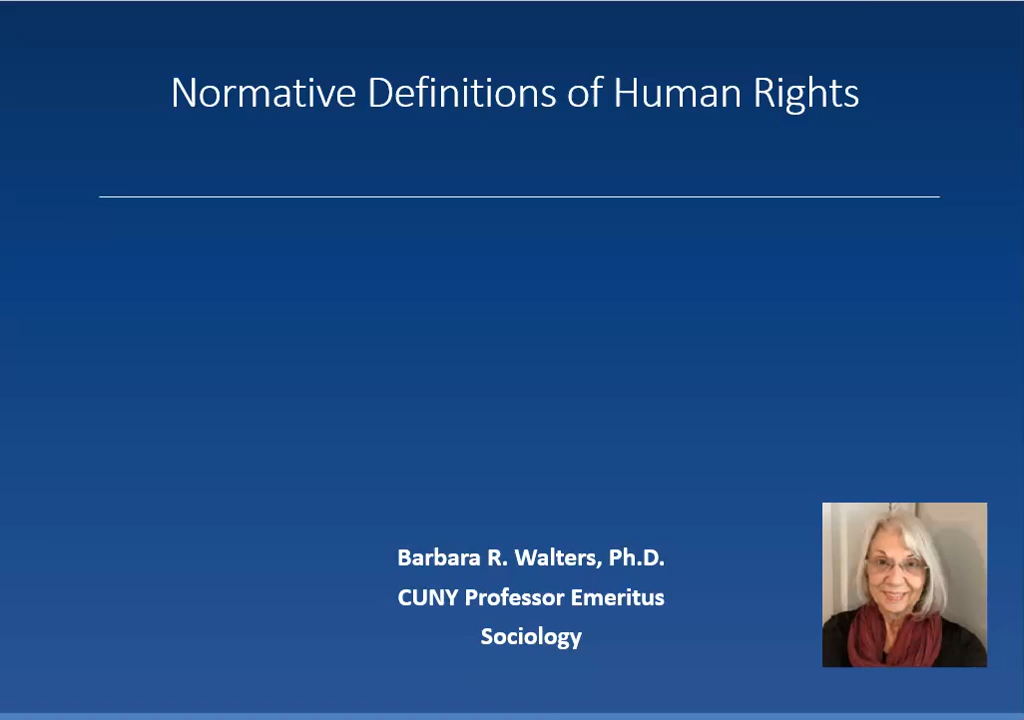 Normative Definitions of Human Rights
Barbara R. Walters, Ph.D.
CUNY Professor Emeritus
Sociology